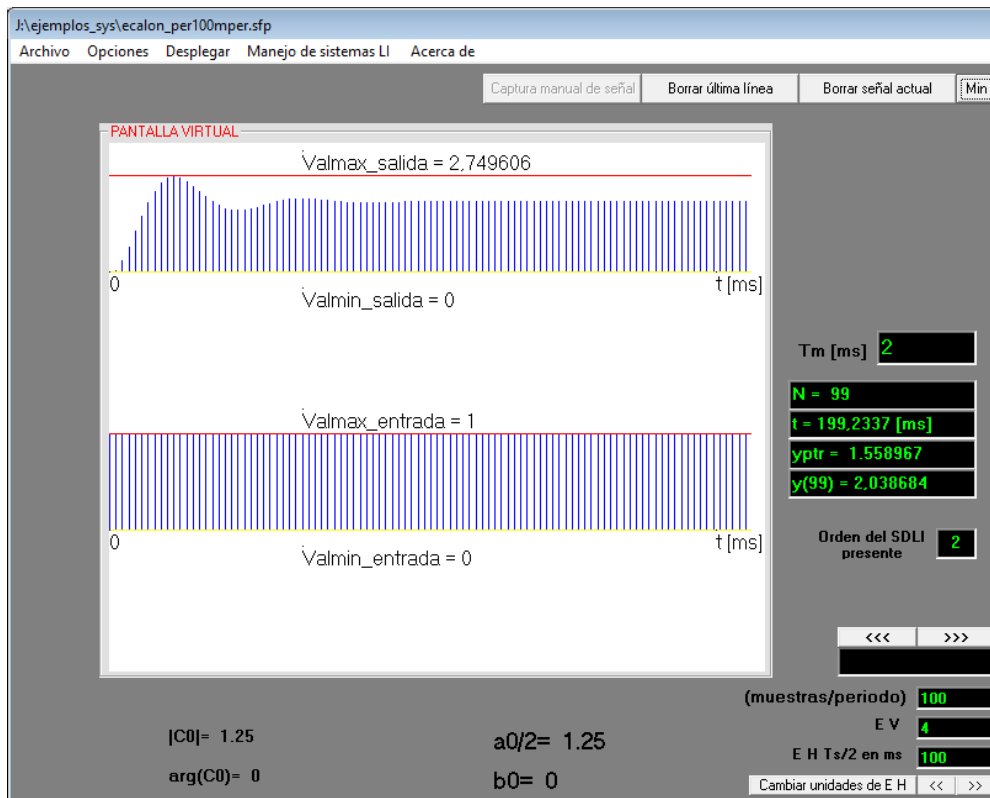 J:\ejemplos_sys\ecalon_per100mper.sfp
Archivo Opciones Desplegar Manejo de sistemas LI Acerca de
Captura manual de señal Borrar última línea Borrar señal actual Min
PANTALLA VIRTUAL
Valmax_salida = 2,749606
0 t [ms]
Valmin_salida = 0
Tm [ms] 2
N = 99
Valmax_entrada = 1
t = 199,2337 [ms]
yptr = 1.558967
y(99) = 2,038684
0 t [ms]
Valmin_entrada = 0
Orden del SDLI presente 2
<<< >>>
(muestras/periodo) 100
E V 4
|C0|= 1.25 a0/2= 1.25
E H Ts/2 en ms 100
arg(C0)= 0 b0= 0
Cambiar unidades de E H << >>